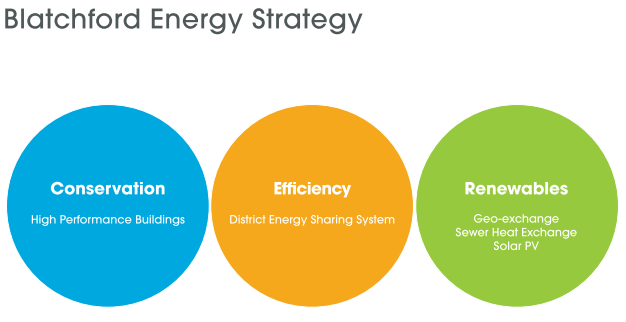 Blatchford Energy Strategy
Conservation
High Performance Buildings
Efficiency
District Energy Sharing System
Renewables
Geo-exchange
Sewer Heat Exchange
Solar PV